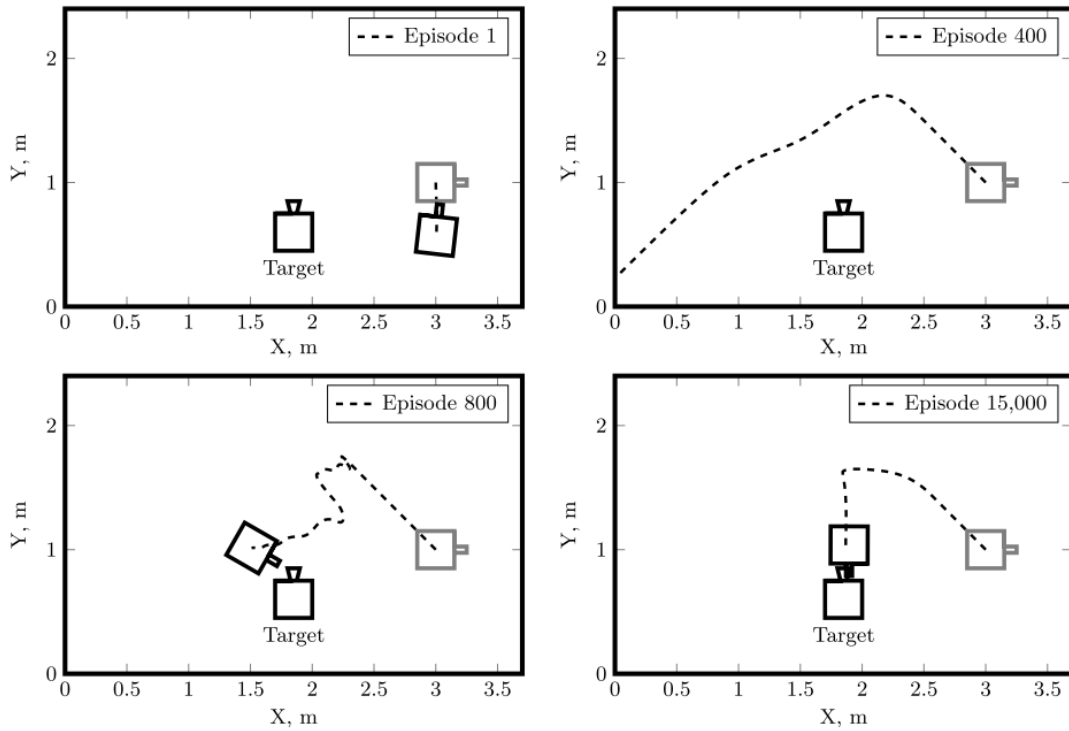 Episode 1
2
1
0
Y, m
Target
0 0.5 1 1.5 2 2.5 3 3.5
X, m
Episode 400
2
1
0
Y, m
Target
0 0.5 1 1.5 2 2.5 3 3.5
X, m
Episode 800
2
1
0
Y, m
Target
0 0.5 1 1.5 2 2.5 3 3.5
X, m
Episode 15,000
2
1
0
Y, m
Target
0 0.5 1 1.5 2 2.5 3 3.5
X, m